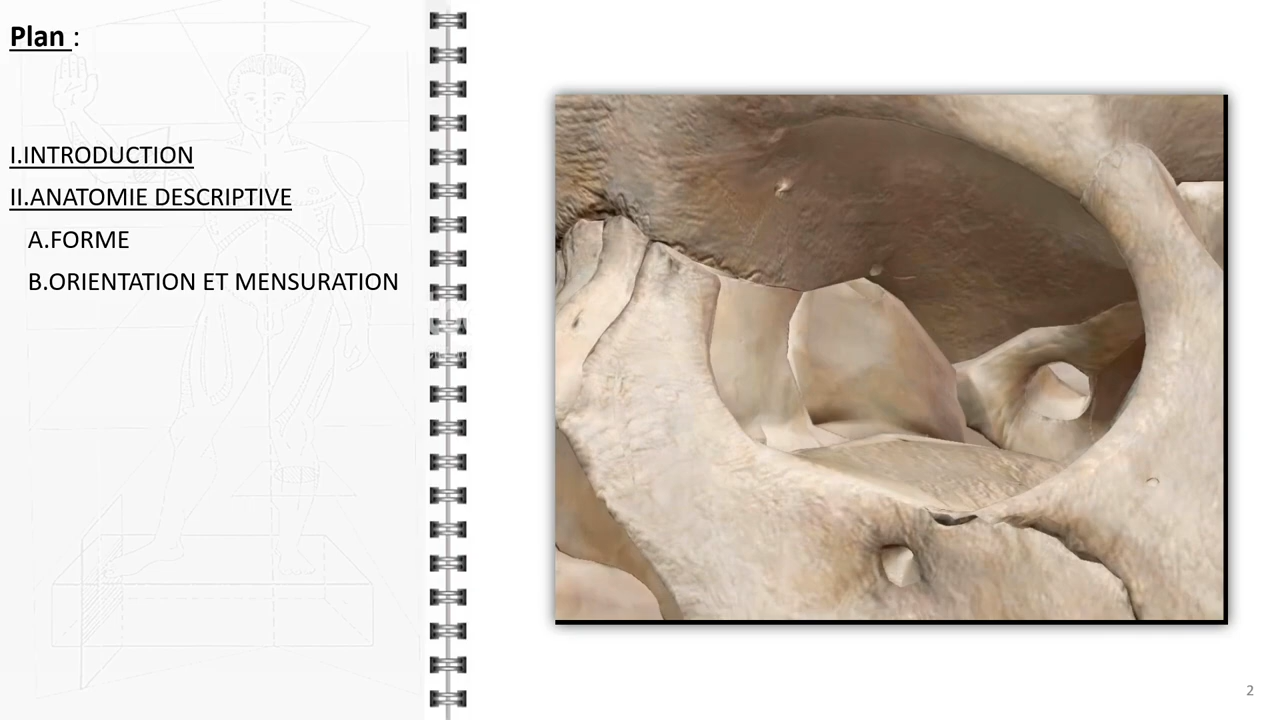 Plan :
I.INTRODUCTION
II.ANATOMIE DESCRIPTIVE
A.FORME
B.ORIENTATION ET MENSURATION
2